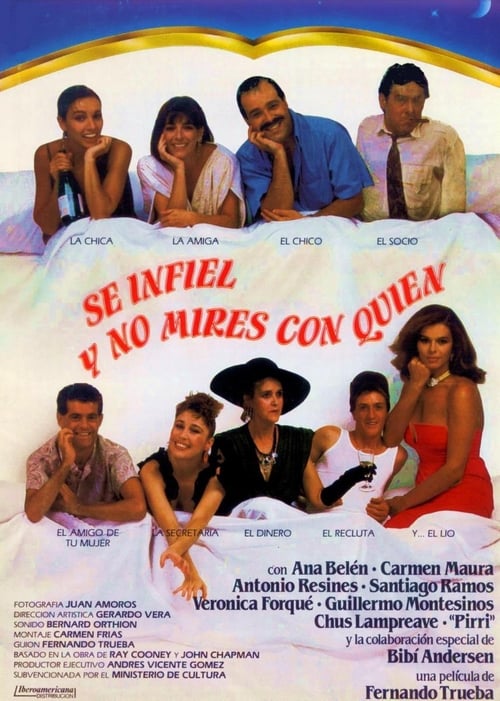 LA CHICA
LA AMIGA
EL CHICO
EL SOCIO
SE INFIEL
Y NO MIRES CON QUIEN
EL AMIGO DE
TU MUJER
LA SECRETARIA
EL DINERO
EL RECLUTA
Y... EL LIO
con Ana Belén · Carmen Maura
Antonio Resines · Santiago Ramos
Veronica Forqué · Guillermo Montesinos
Chus Lampreave · "Pirri"
y la colaboración especial de
Bibí Andersen
una película de
Fernando Trueba
FOTOGRAFIA JUAN AMOROS
DIRECCION ARTISTICA GERARDO VERA
SONIDO BERNARD ORTHION
MONTAJE CARMEN FRIAS
GUION FERNANDO TRUEBA
BASADO EN LA OBRA DE RAY COONEY y JOHN CHAPMAN
PRODUCTOR EJECUTIVO ANDRES VICENTE GOMEZ
SUBVENCIONADA POR EL MINISTERIO DE CULTURA
Iberoamericana
DISTRIBUCION